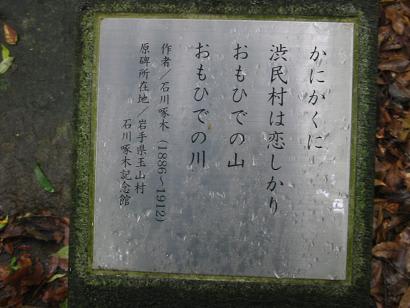 かにかくに
渋民村は恋しかり
おもひでの山
おもひでの川
作者／石川啄木（1886～1912）
原碑所在地／岩手県玉山村
石川啄木記念館